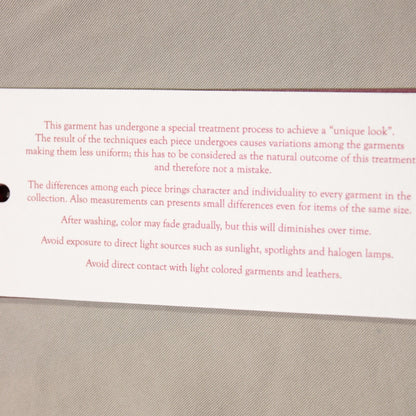 This garment has undergone a special treatment process to achieve a "unique look".
The result of the techniques each piece undergoes causes variations among the garments
making them less uniform; this has to be considered as the natural outcome of this treatment
and therefore not a mistake.
The differences among each piece brings character and individuality to every garment in the
collection. Also measurements can presents small differences even for items of the same size.
After washing, color may fade gradually, but this will diminishes over time.
Avoid exposure to direct light sources such as sunlight, spotlights and halogen lamps.
Avoid direct contact with light colored garments and leathers.